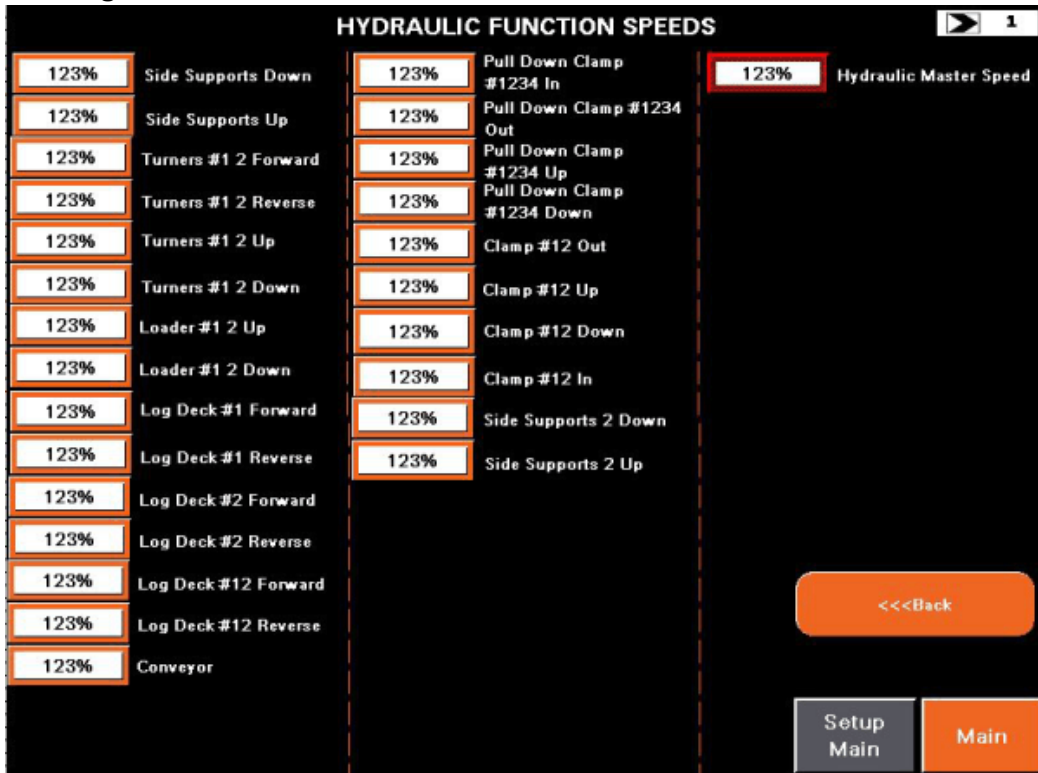 HYDRAULIC FUNCTION SPEEDS
1
123% Side Supports Down
123% Side Supports Up
123% Turners #1 2 Forward
123% Turners #1 2 Reverse
123% Turners #1 2 Up
123% Turners #1 2 Down
123% Loader #1 2 Up
123% Loader #1 2 Down
123% Log Deck #1 Forward
123% Log Deck #1 Reverse
123% Log Deck #2 Forward
123% Log Deck #2 Reverse
123% Log Deck #12 Forward
123% Log Deck #12 Reverse
123% Conveyor
123% Pull Down Clamp
#1234 In
123% Pull Down Clamp #1234
Out
123% Pull Down Clamp
#1234 Up
123% Pull Down Clamp
#1234 Down
123% Clamp #12 Out
123% Clamp #12 Up
123% Clamp #12 Down
123% Clamp #12 In
123% Side Supports 2 Down
123% Side Supports 2 Up
123% Hydraulic Master Speed
<<<Back
Setup
Main
Main